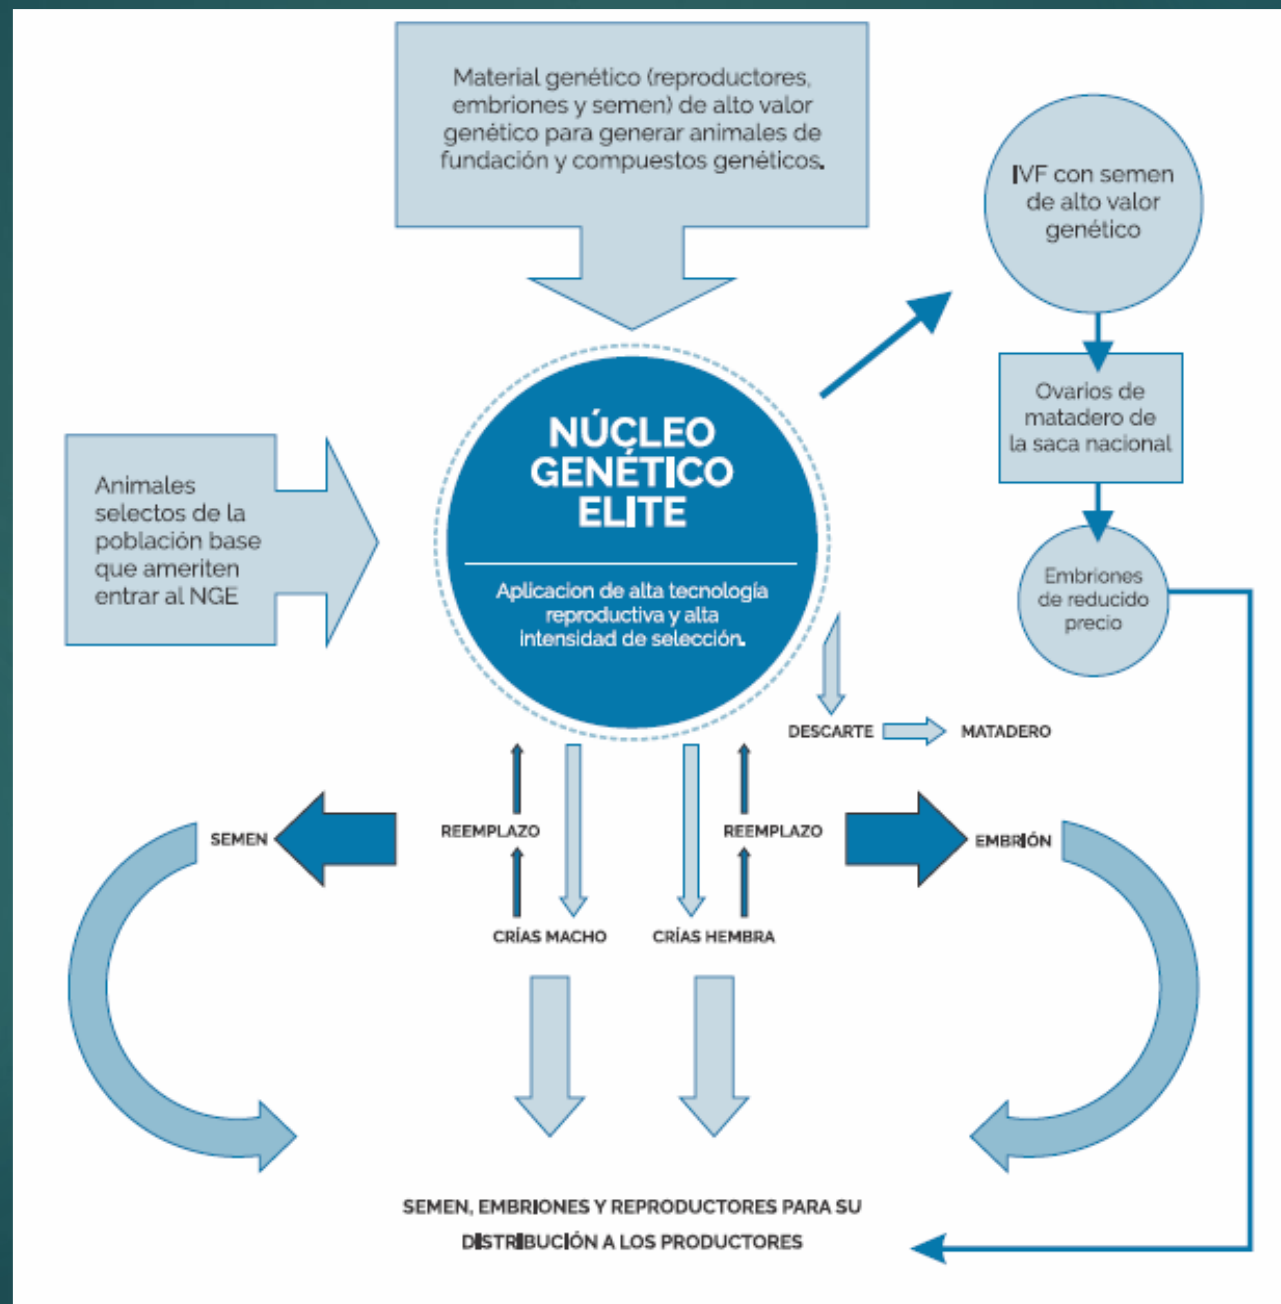 Material genético (reproductores,
embriones y semen) de alto valor
genético para generar animales de
fundación y compuestos genéticos.
IVF con semen
de alto valor
genético
Ovarios de
matadero de
la saca nacional
Embriones
de reducido
precio
Animales
selectos de la
población base
que ameriten
entrar al NGE
NÚCLEO
GENÉTICO
ELITE
Aplicacion de alta tecnología
reproductiva y alta
intensidad de selección.
DESCARTE
MATADERO
SEMEN
REEMPLAZO
REEMPLAZO
EMBRIÓN
CRÍAS MACHO
CRÍAS HEMBRA
SEMEN, EMBRIONES Y REPRODUCTORES PARA SU
DISTRIBUCIÓN A LOS PRODUCTORES